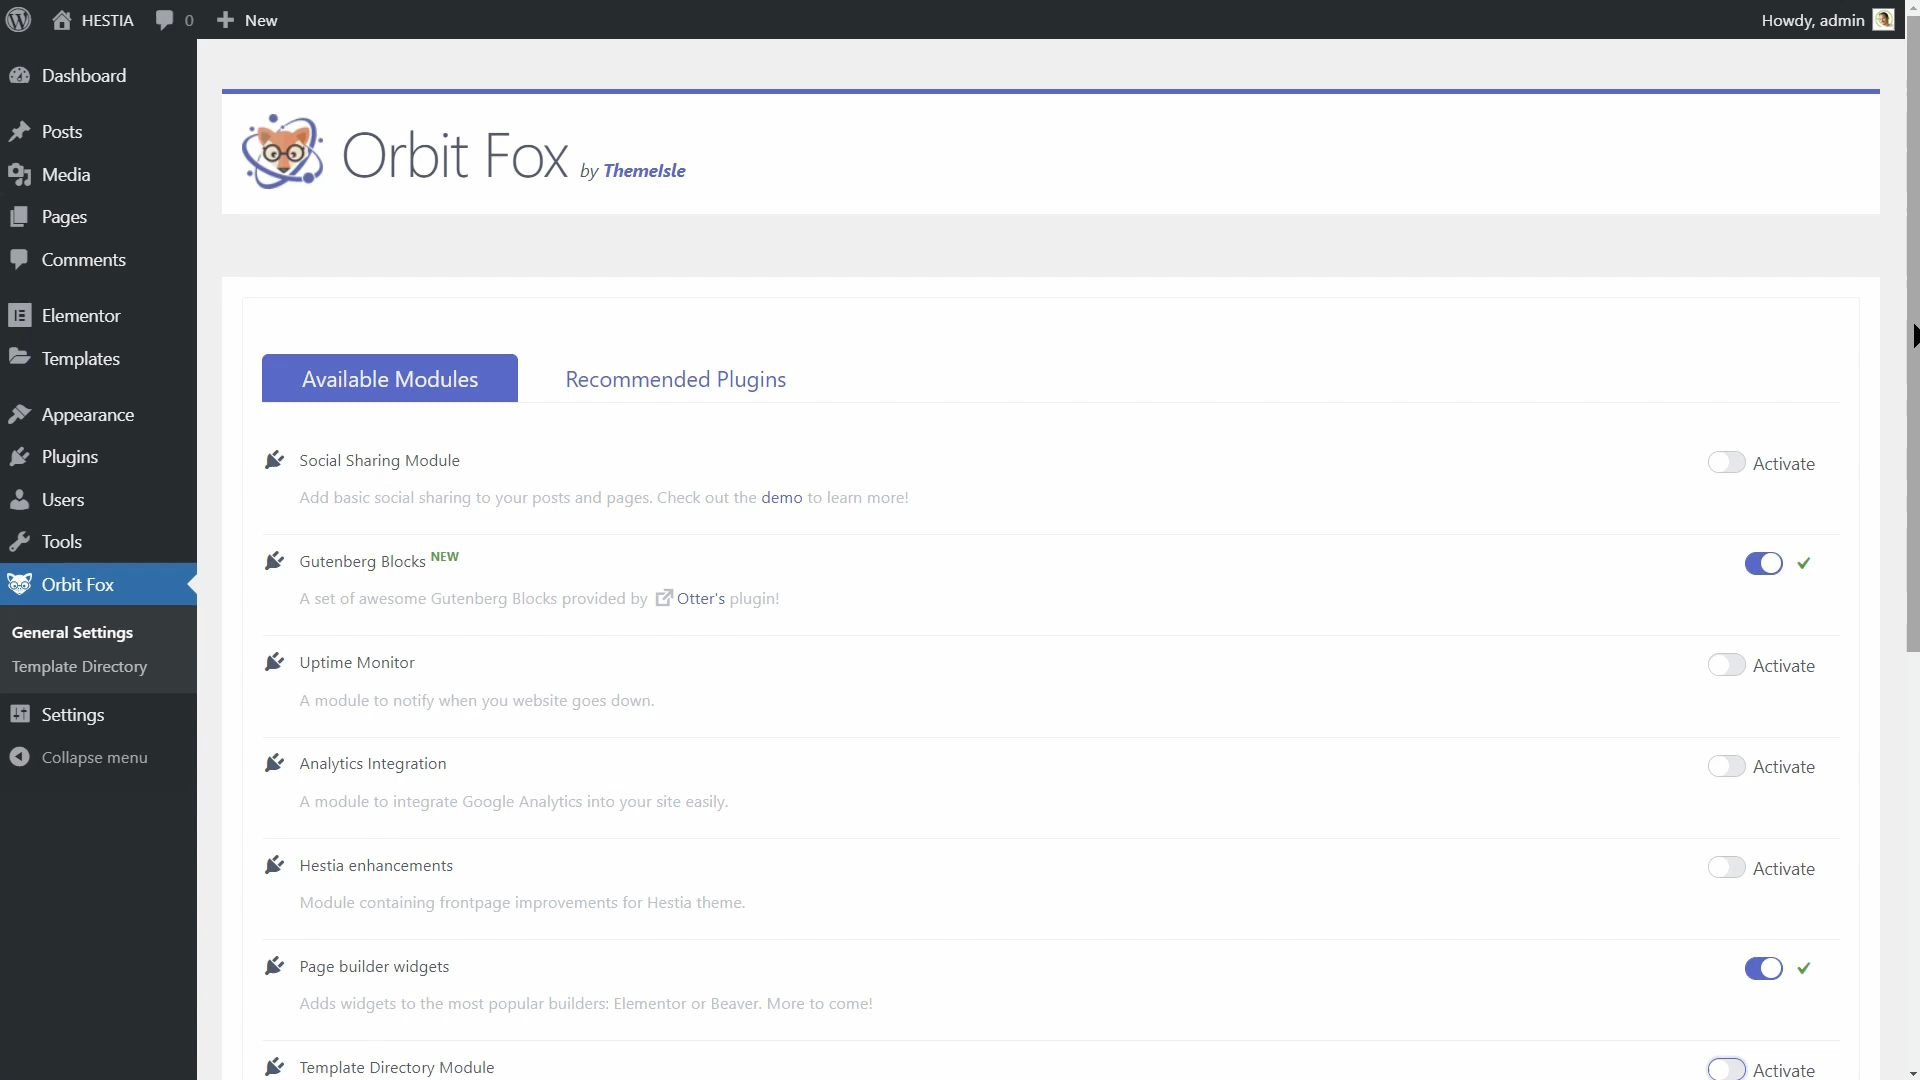 HESTIA
0
New
Howdy, admin
Dashboard
Posts
Media
Pages
Comments
Elementor
Templates
Appearance
Plugins
Users
Tools
Orbit Fox
General Settings
Template Directory
Settings
Collapse menu
Orbit Fox by ThemeIsle
Available Modules
Recommended Plugins
Social Sharing Module
Activate
Add basic social sharing to your posts and pages. Check out the demo to learn more!
Gutenberg Blocks NEW
A set of awesome Gutenberg Blocks provided by Otter's plugin!
Uptime Monitor
Activate
A module to notify when you website goes down.
Analytics Integration
Activate
A module to integrate Google Analytics into your site easily.
Hestia enhancements
Activate
Module containing frontpage improvements for Hestia theme.
Page builder widgets
Adds widgets to the most popular builders: Elementor or Beaver. More to come!
Template Directory Module
Activate